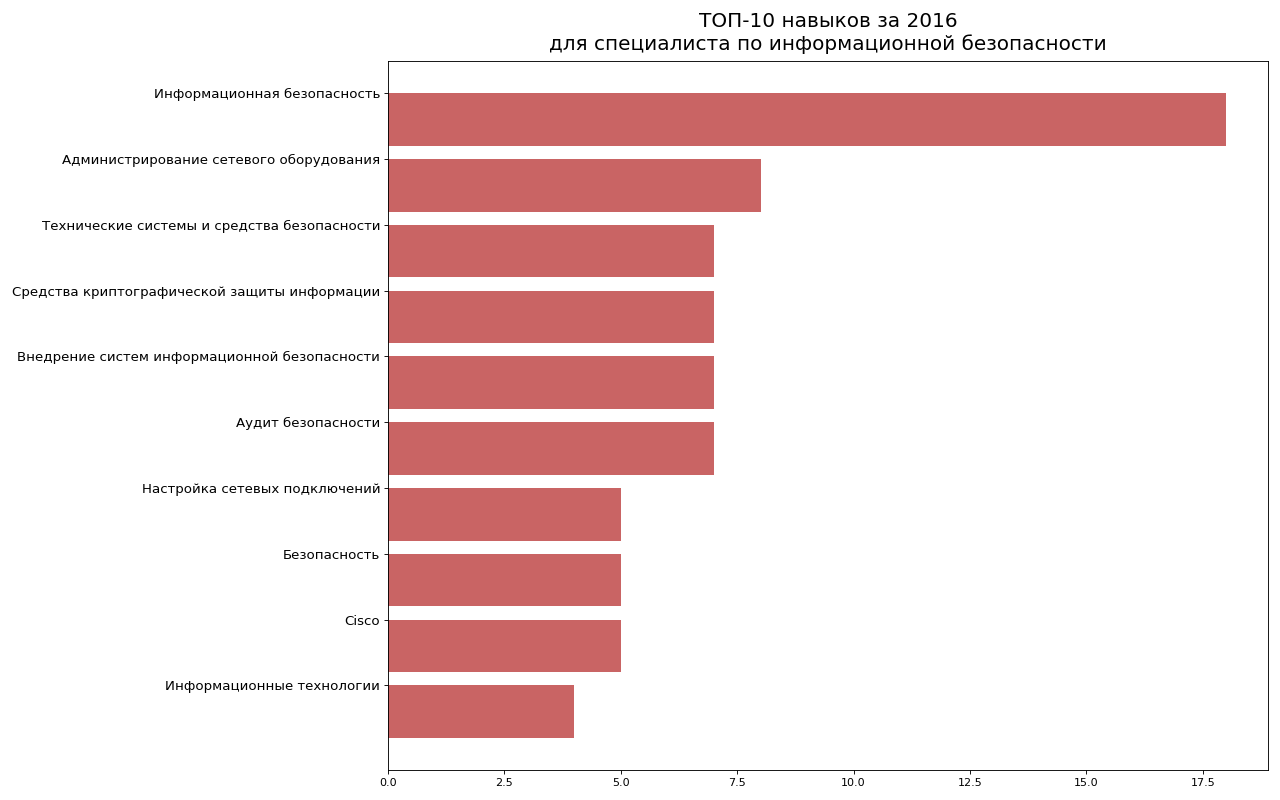 ТОП-10 навыков за 2016
для специалиста по информационной безопасности
Информационная безопасность
Администрирование сетевого оборудования
Технические системы и средства безопасности
Средства криптографической защиты информации
Внедрение систем информационной безопасности
Аудит безопасности
Настройка сетевых подключений
Безопасность
Cisco
Информационные технологии
0.0 2.5 5.0 7.5 10.0 12.5 15.0 17.5